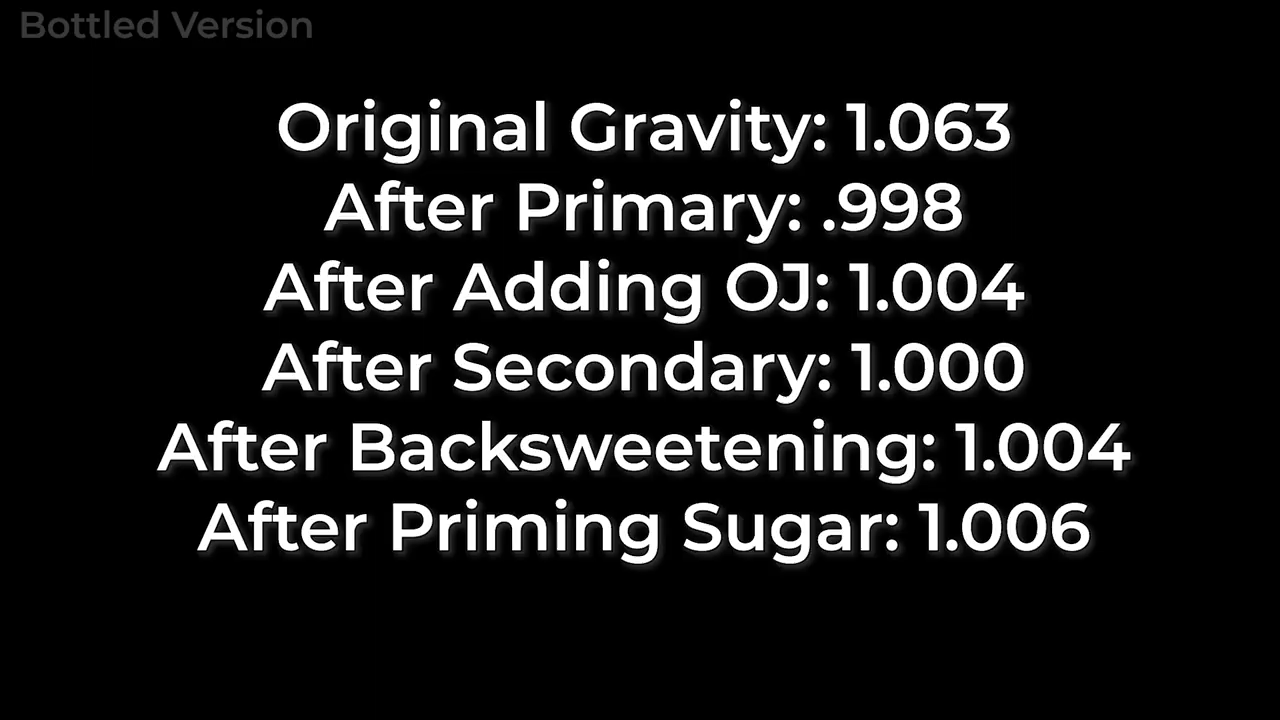 Bottled Version
Original Gravity: 1.063
After Primary: .998
After Adding OJ: 1.004
After Secondary: 1.000
After Backsweetening: 1.004
After Priming Sugar: 1.006